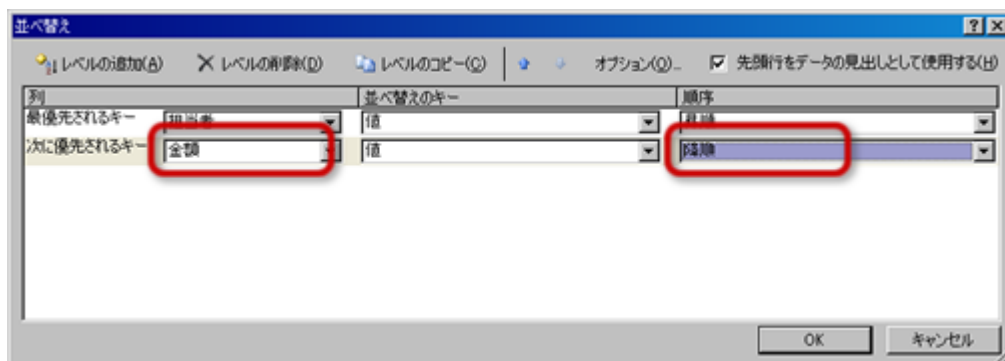 並べ替え
レベルの追加(A) レベルの削除(D) レベルのコピー(C) オプション(O)... 先頭行をデータの見出しとして使用する(H)
列 並べ替えのキー 順序
最優先されるキー 担当者 値 昇順
次に優先されるキー 金額 値 降順
OK キャンセル